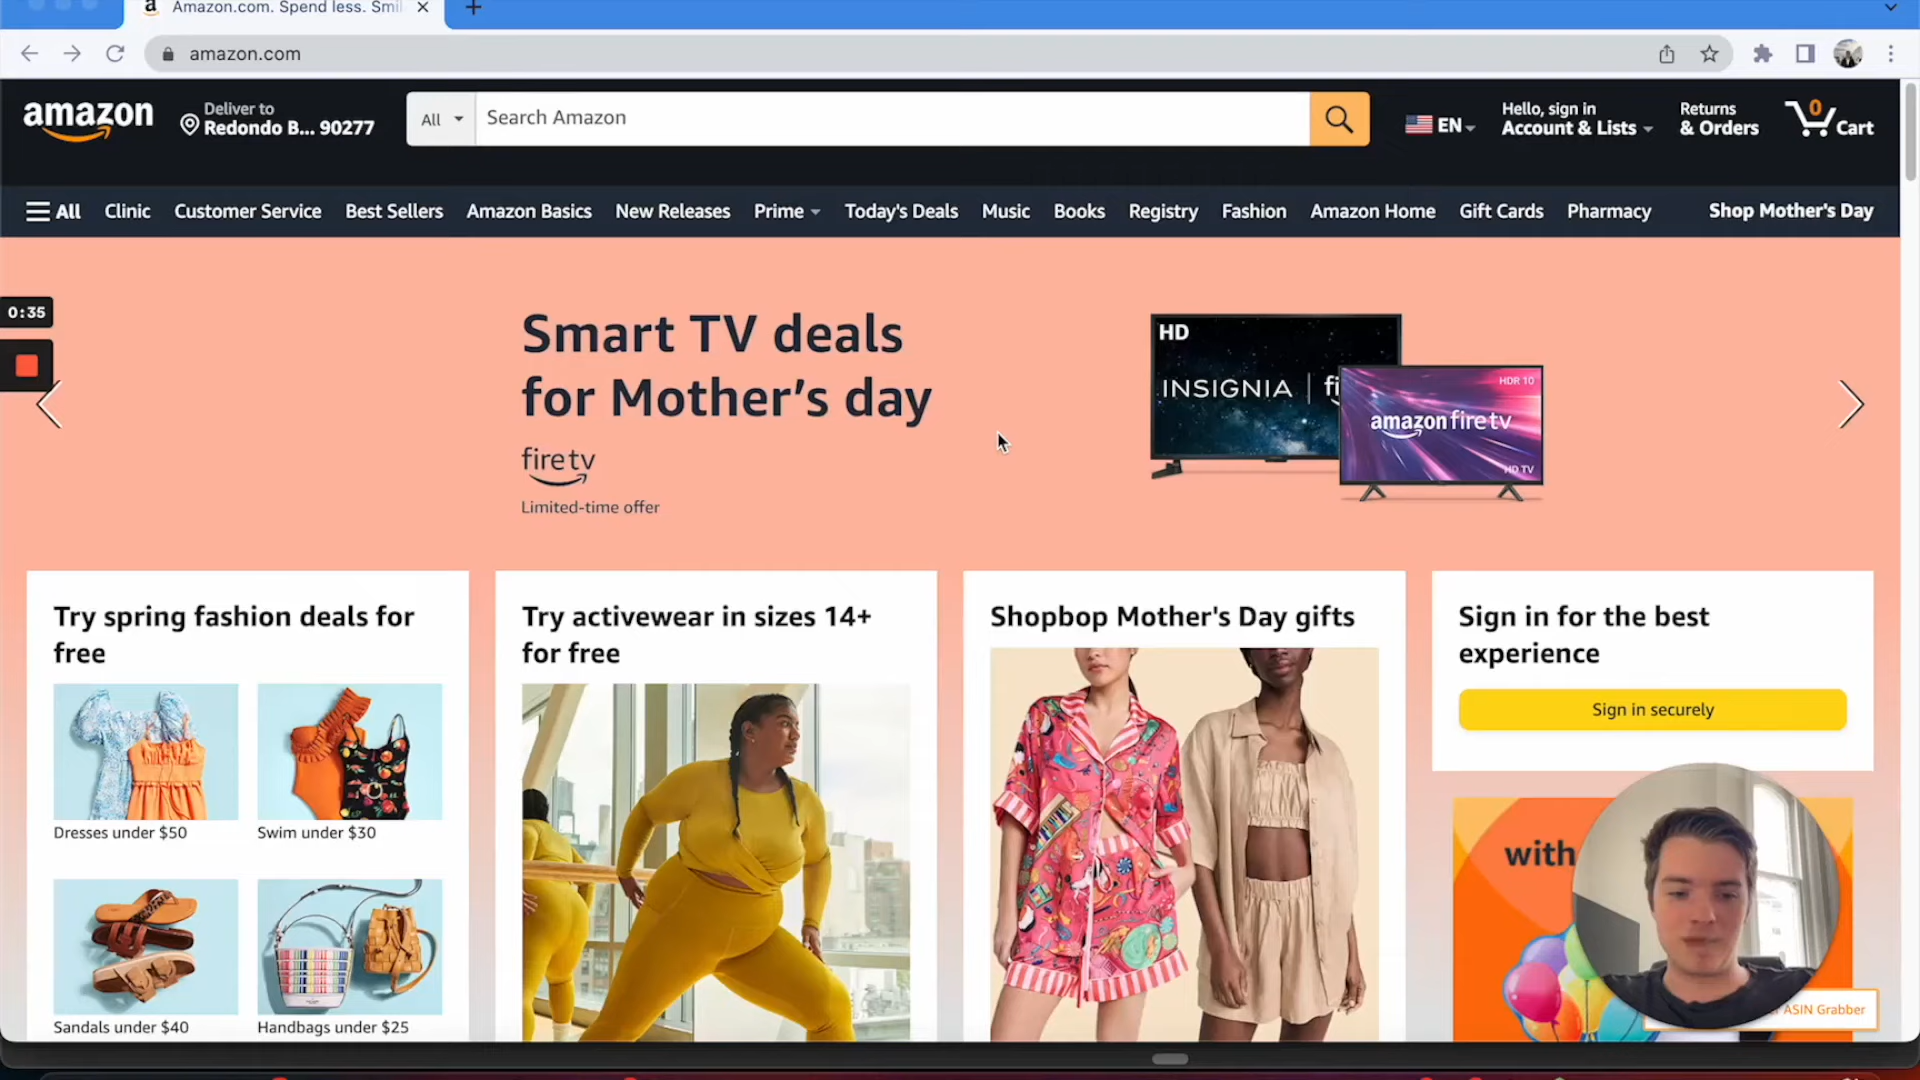 Amazon.com. Spend less. Smil
amazon.com
amazon
Deliver to
Redondo B... 90277
All
Search Amazon
EN
Hello, sign in
Account & Lists
Returns
& Orders
0
Cart
All
Clinic
Customer Service
Best Sellers
Amazon Basics
New Releases
Prime
Today's Deals
Music
Books
Registry
Fashion
Amazon Home
Gift Cards
Pharmacy
Shop Mother's Day
0:35
Smart TV deals
for Mother’s day
fire tv
Limited-time offer
HD
INSIGNIA | fi
HDR 10
amazon fire tv
HD TV
Try spring fashion deals for
free
Dresses under $50
Swim under $30
Sandals under $40
Handbags under $25
Try activewear in sizes 14+
for free
Shopbop Mother's Day gifts
Sign in for the best
experience
Sign in securely
with
ASIN Grabber